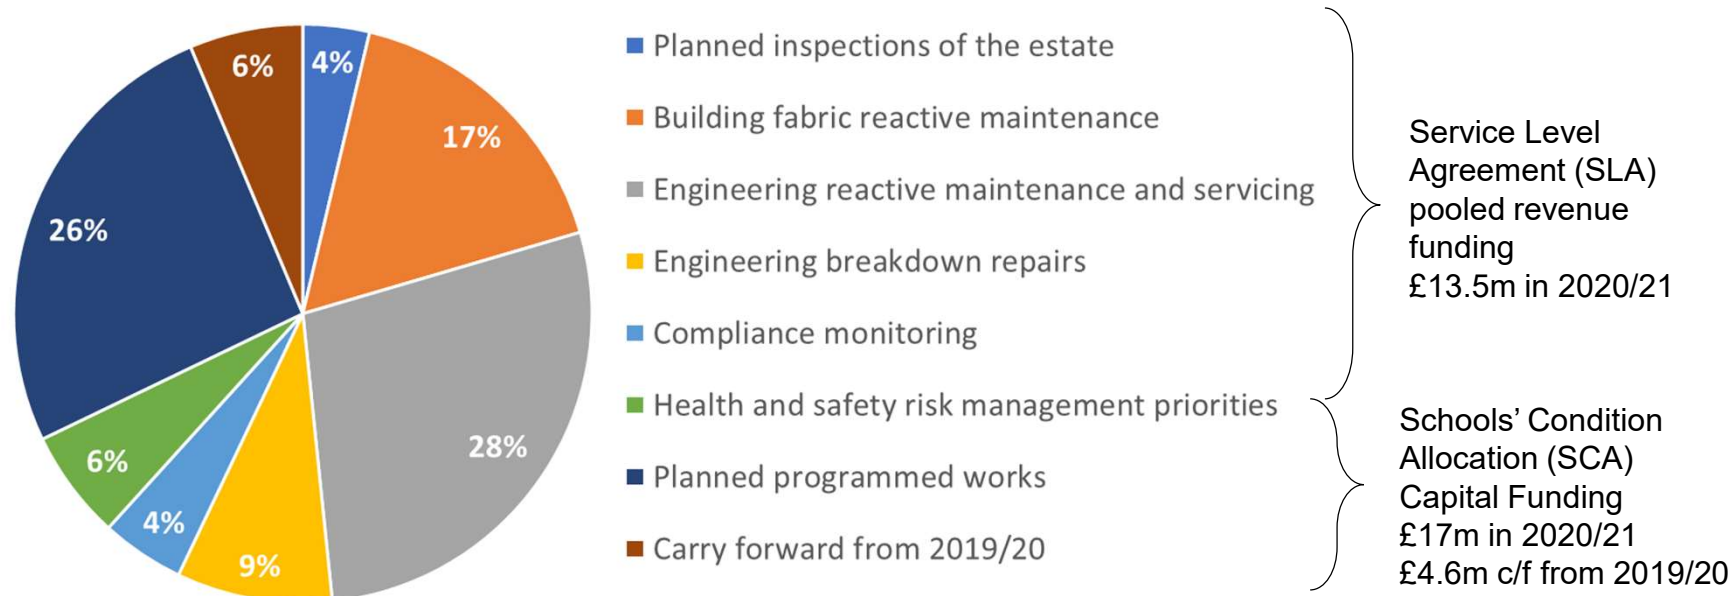 4%
17%
28%
9%
4%
6%
26%
6%
Planned inspections of the estate
Building fabric reactive maintenance
Engineering reactive maintenance and servicing
Engineering breakdown repairs
Compliance monitoring
Health and safety risk management priorities
Planned programmed works
Carry forward from 2019/20
Service Level
Agreement (SLA)
pooled revenue
funding
£13.5m in 2020/21
Schools’ Condition
Allocation (SCA)
Capital Funding
£17m in 2020/21
£4.6m c/f from 2019/20